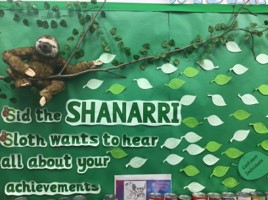 Sid the SHANARRI
Sloth wants to hear
all about your
achievements